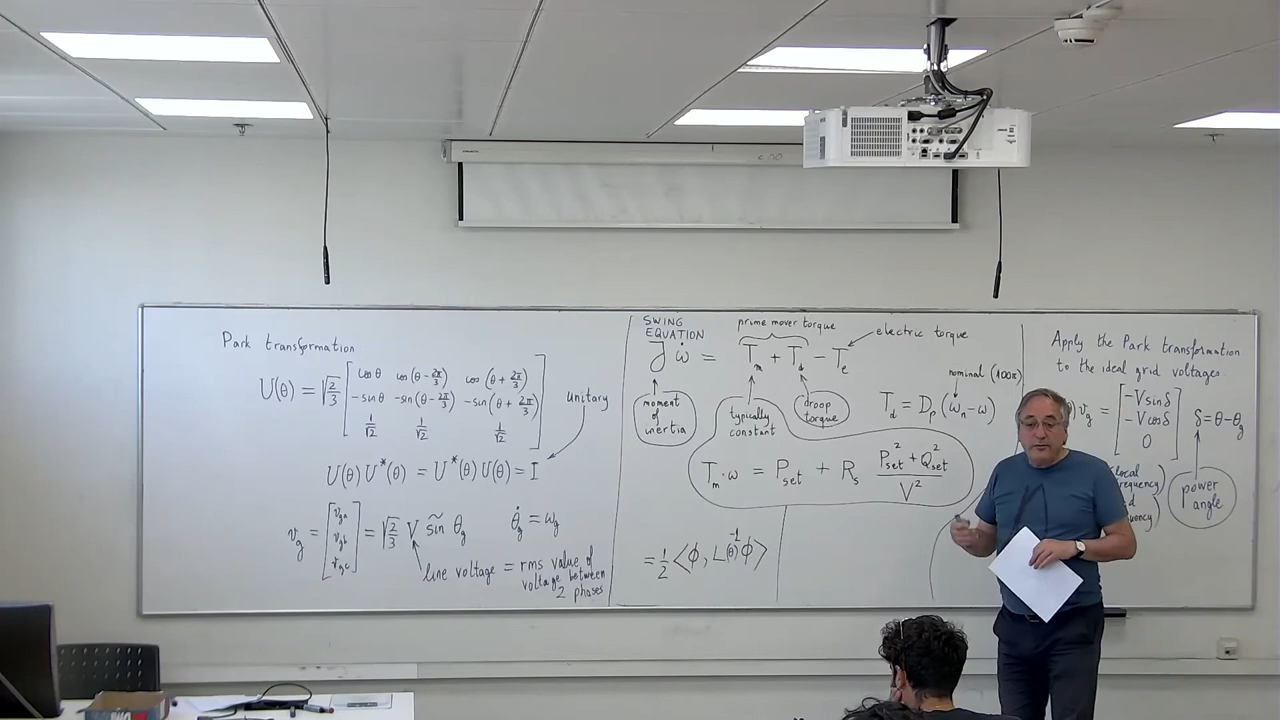 Park transformation
U(θ) = √2/3 [cos θ cos(θ-2π/3) cos(θ+2π/3)
-sin θ -sin(θ-2π/3) -sin(θ+2π/3)
1/√2 1/√2 1/√2]
unitary
U(θ)U*(θ) = U*(θ)U(θ) = I
v_g = [v_ga v_gb v_gc] = √2/3 V s̃in θ_g θ̇_g = ω_g
line voltage = rms value of
voltage between
2 phases
SWING
EQUATION
prime mover torque
electric torque
J ω̇ = T_m + T_d - T_e
moment
of
inertia
typically
constant
droop
torque
nominal (100π)
T_d = D_p(ω_n-ω)
T_m·ω = P_set + R_s (P²_set + Q²_set)/V²
= 1/2 <ϕ, L(θ)⁻¹ϕ>
Apply the Park transformation
to the ideal grid voltages
)v_g = [-V sin δ
-V cos δ
0]
δ = θ-θ_g
power
angle